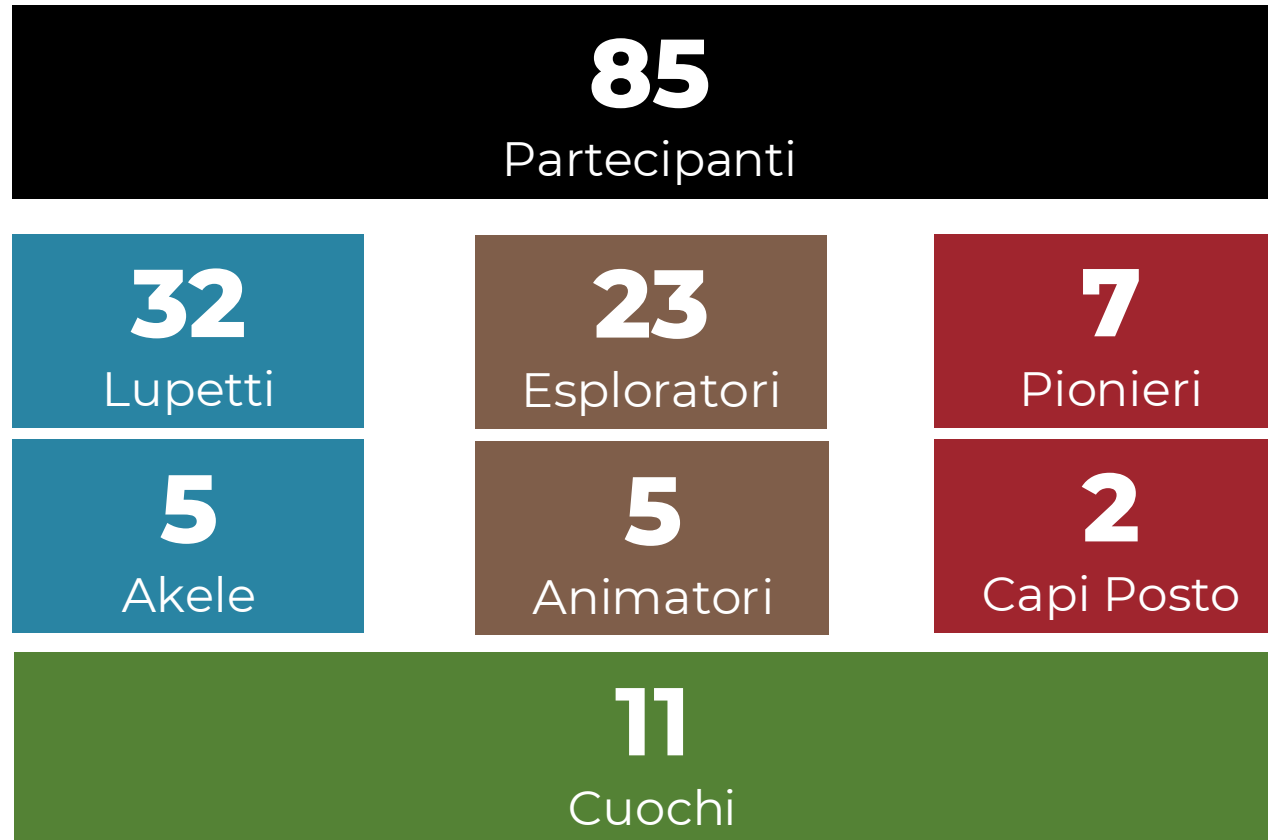 85
Partecipanti
32
Lupetti
23
Esploratori
7
Pionieri
5
Akele
5
Animatori
2
Capi Posto
11
Cuochi